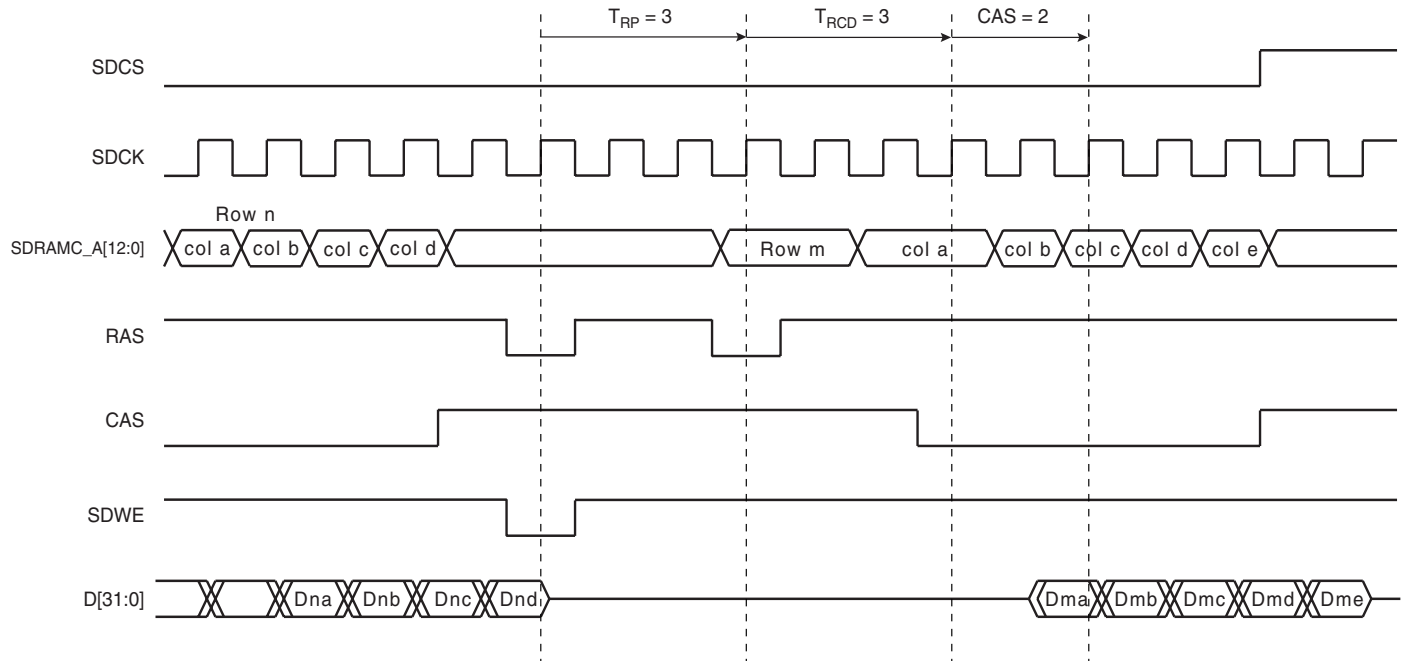 T_RP = 3 T_RCD = 3 CAS = 2
SDCS
SDCK
Row n
SDRAMC_A[12:0] col a col b col c col d Row m col a col b col c col d col e
RAS
CAS
SDWE
D[31:0] Dna Dnb Dnc Dnd Dma Dmb Dmc Dmd Dme